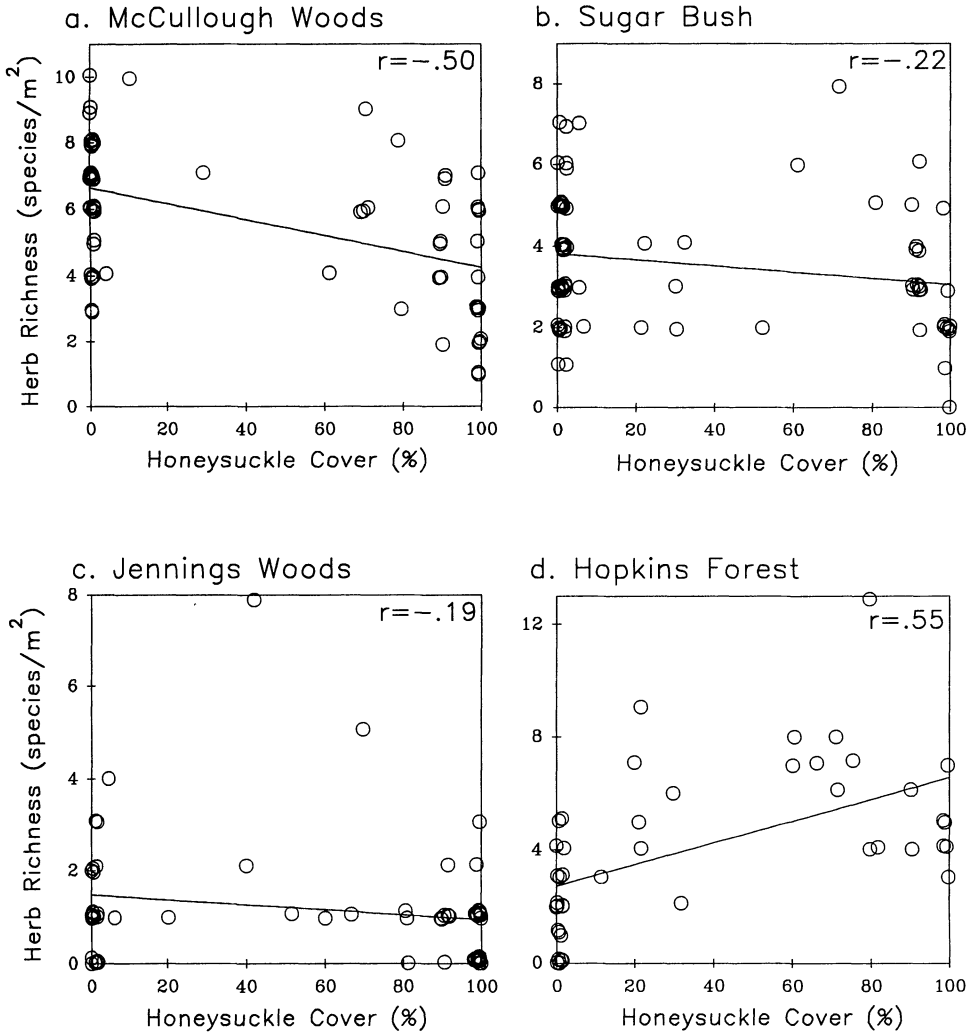 a. McCullough Woods
r=-.50
Herb Richness (species/m²)
10
8
6
4
2
0
0 20 40 60 80 100
Honeysuckle Cover (%)
b. Sugar Bush
r=-.22
8
6
4
2
0
0 20 40 60 80 100
Honeysuckle Cover (%)
c. Jennings Woods
r=-.19
Herb Richness (species/m²)
8
6
4
2
0
0 20 40 60 80 100
Honeysuckle Cover (%)
d. Hopkins Forest
r=.55
12
8
4
0
0 20 40 60 80 100
Honeysuckle Cover (%)